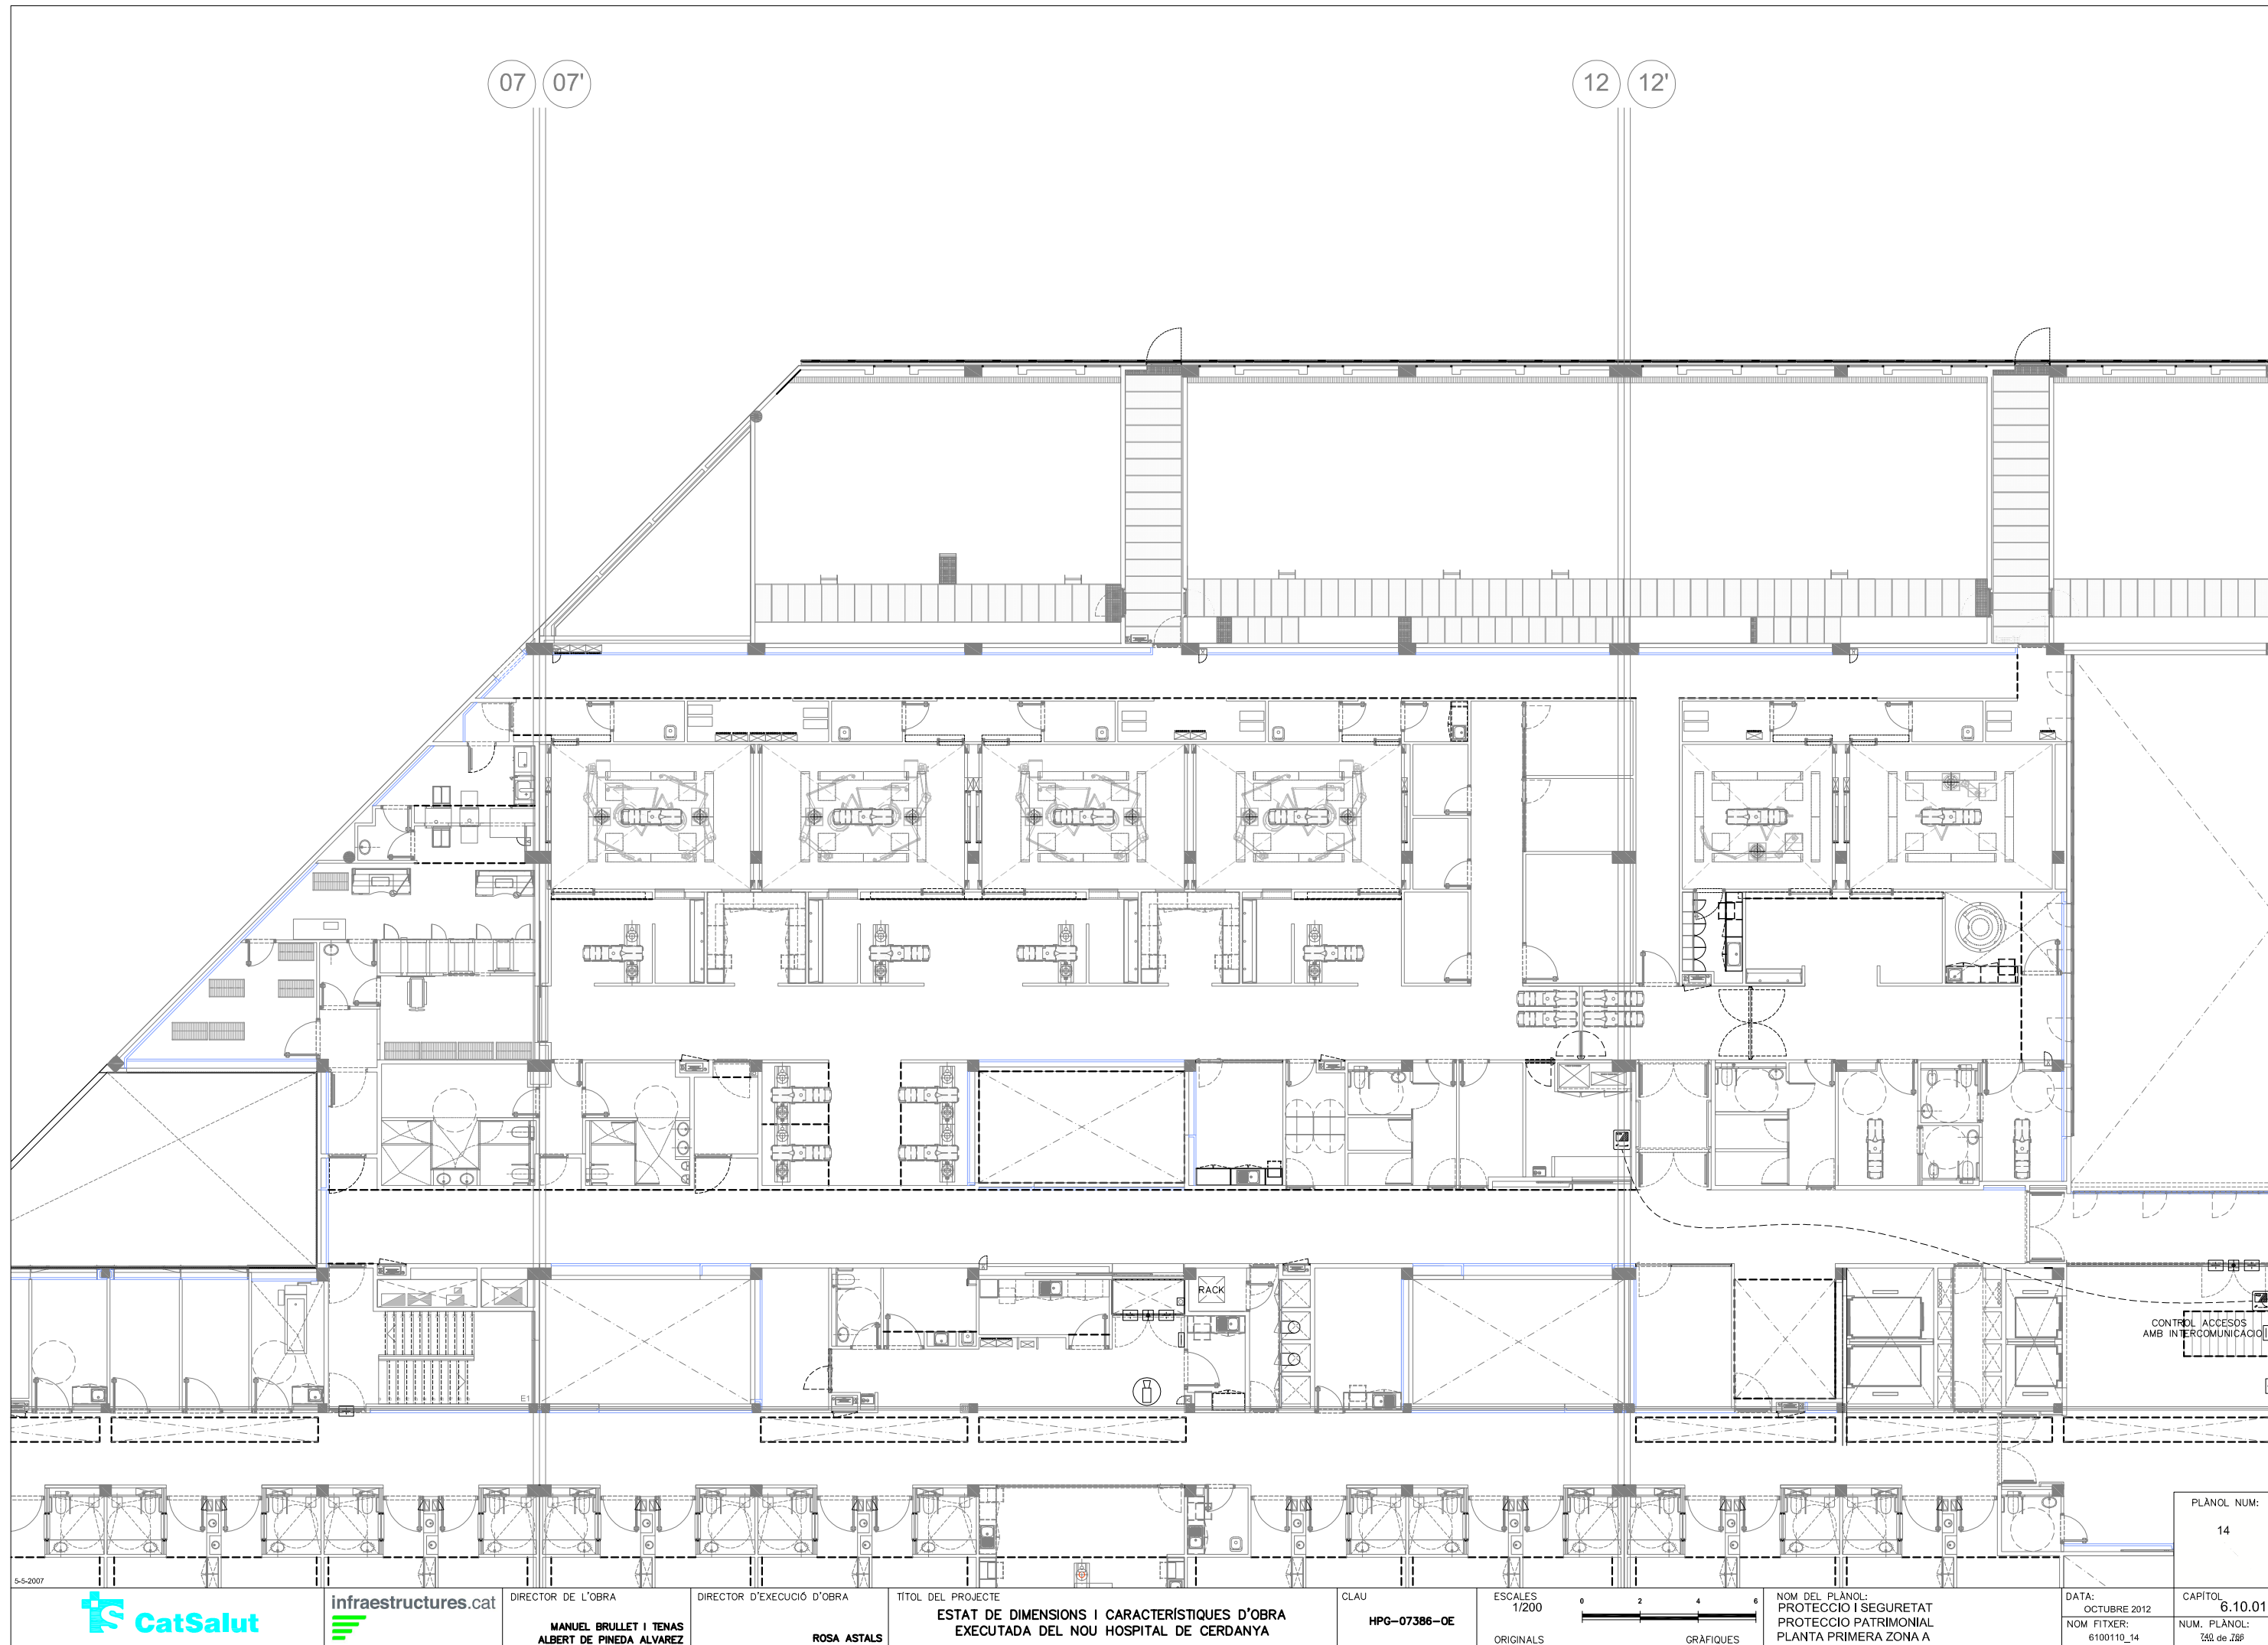 07 07'
12 12'
RACK
CONTROL ACCESOS
AMB INTERCOMUNICACIO
E1
PLÀNOL NUM:
14
5-5-2007
CatSalut
infraestructures.cat
DIRECTOR DE L'OBRA
MANUEL BRULLET I TENAS
ALBERT DE PINEDA ALVAREZ
DIRECTOR D'EXECUCIÓ D'OBRA
ROSA ASTALS
TÍTOL DEL PROJECTE
ESTAT DE DIMENSIONS I CARACTERÍSTIQUES D'OBRA
EXECUTADA DEL NOU HOSPITAL DE CERDANYA
CLAU
HPG-07386-OE
ESCALES
1/200
ORIGINALS
0 2 4 6
GRÀFIQUES
NOM DEL PLÀNOL:
PROTECCIO I SEGURETAT
PROTECCIO PATRIMONIAL
PLANTA PRIMERA ZONA A
DATA:
OCTUBRE 2012
NOM FITXER:
6100110_14
CAPÍTOL
6.10.01
NUM. PLÀNOL:
740 de 766